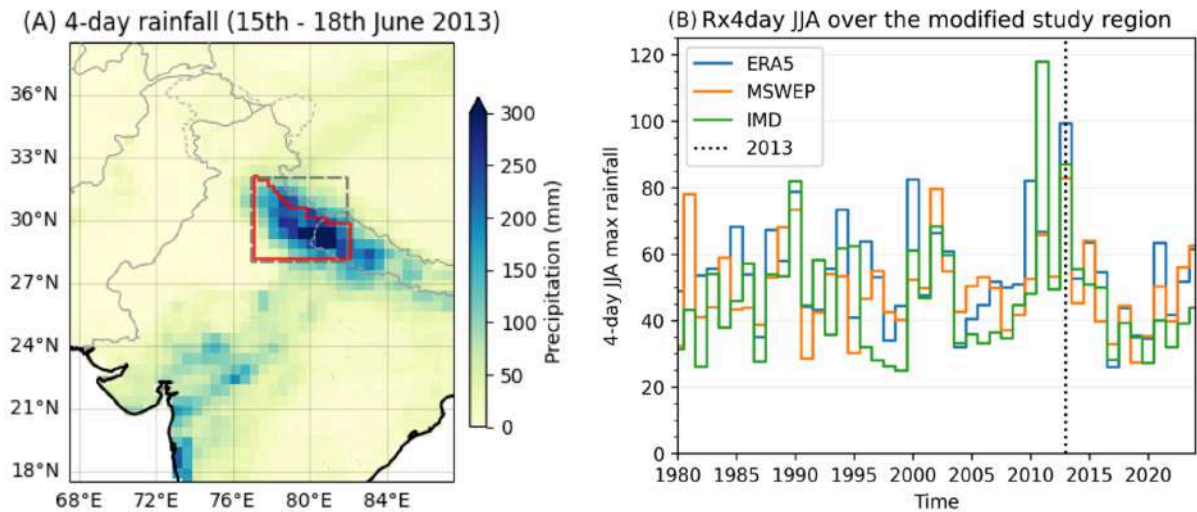 (A) 4-day rainfall (15th - 18th June 2013)
36°N
33°N
30°N
27°N
24°N
21°N
18°N
68°E 72°E 76°E 80°E 84°E
300
250
200
150
100
50
0
Precipitation (mm)
(B) Rx4day JJA over the modified study region
ERA5
MSWEP
IMD
2013
120
100
80
60
40
20
0
4-day JJA max rainfall
1980 1985 1990 1995 2000 2005 2010 2015 2020
Time